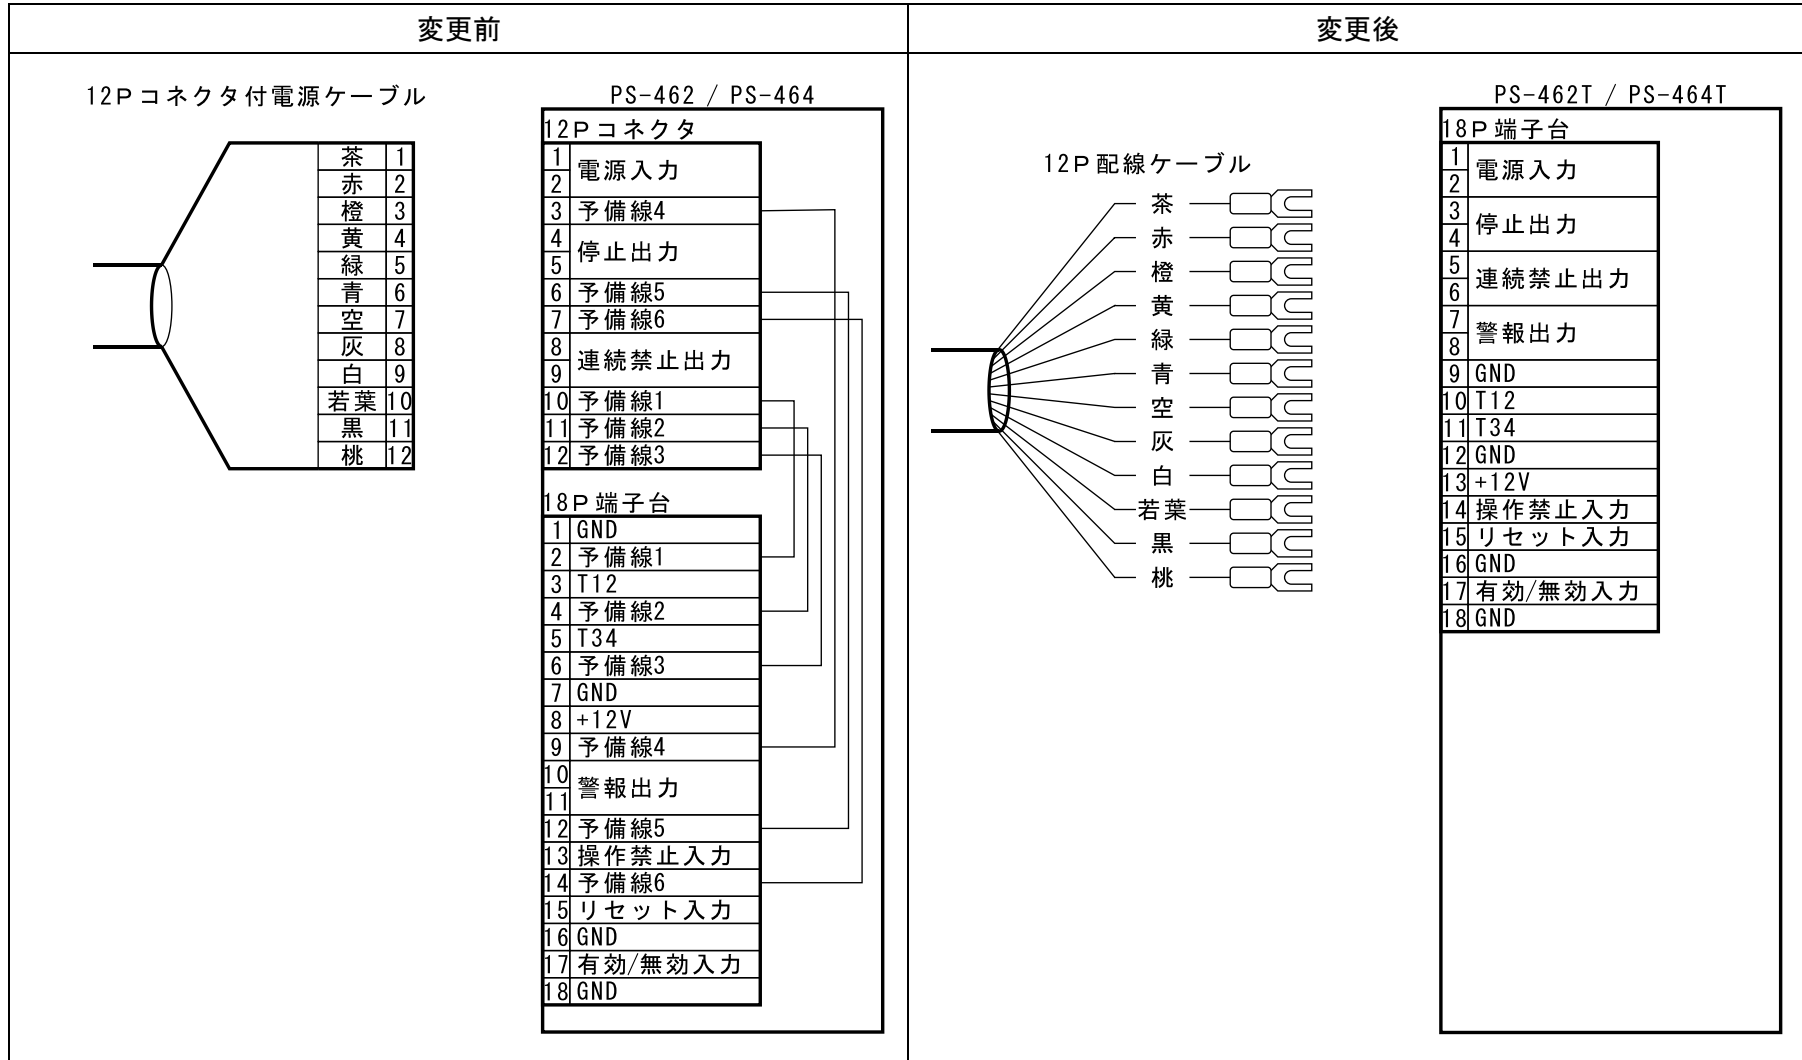 変更前
変更後
12Pコネクタ付電源ケーブル
茶 1
赤 2
橙 3
黄 4
緑 5
青 6
空 7
灰 8
白 9
若葉 10
黒 11
桃 12
PS-462 / PS-464
12Pコネクタ
1
2
電源入力
3 予備線4
4
5
停止出力
6 予備線5
7 予備線6
8
9
連続禁止出力
10 予備線1
11 予備線2
12 予備線3
18P端子台
1 GND
2 予備線1
3 T12
4 予備線2
5 T34
6 予備線3
7 GND
8 +12V
9 予備線4
10
11
警報出力
12 予備線5
13 操作禁止入力
14 予備線6
15 リセット入力
16 GND
17 有効/無効入力
18 GND
12P配線ケーブル
茶
赤
橙
黄
緑
青
空
灰
白
若葉
黒
桃
PS-462T / PS-464T
18P端子台
1
2
電源入力
3
4
停止出力
5
6
連続禁止出力
7
8
警報出力
9 GND
10 T12
11 T34
12 GND
13 +12V
14 操作禁止入力
15 リセット入力
16 GND
17 有効/無効入力
18 GND